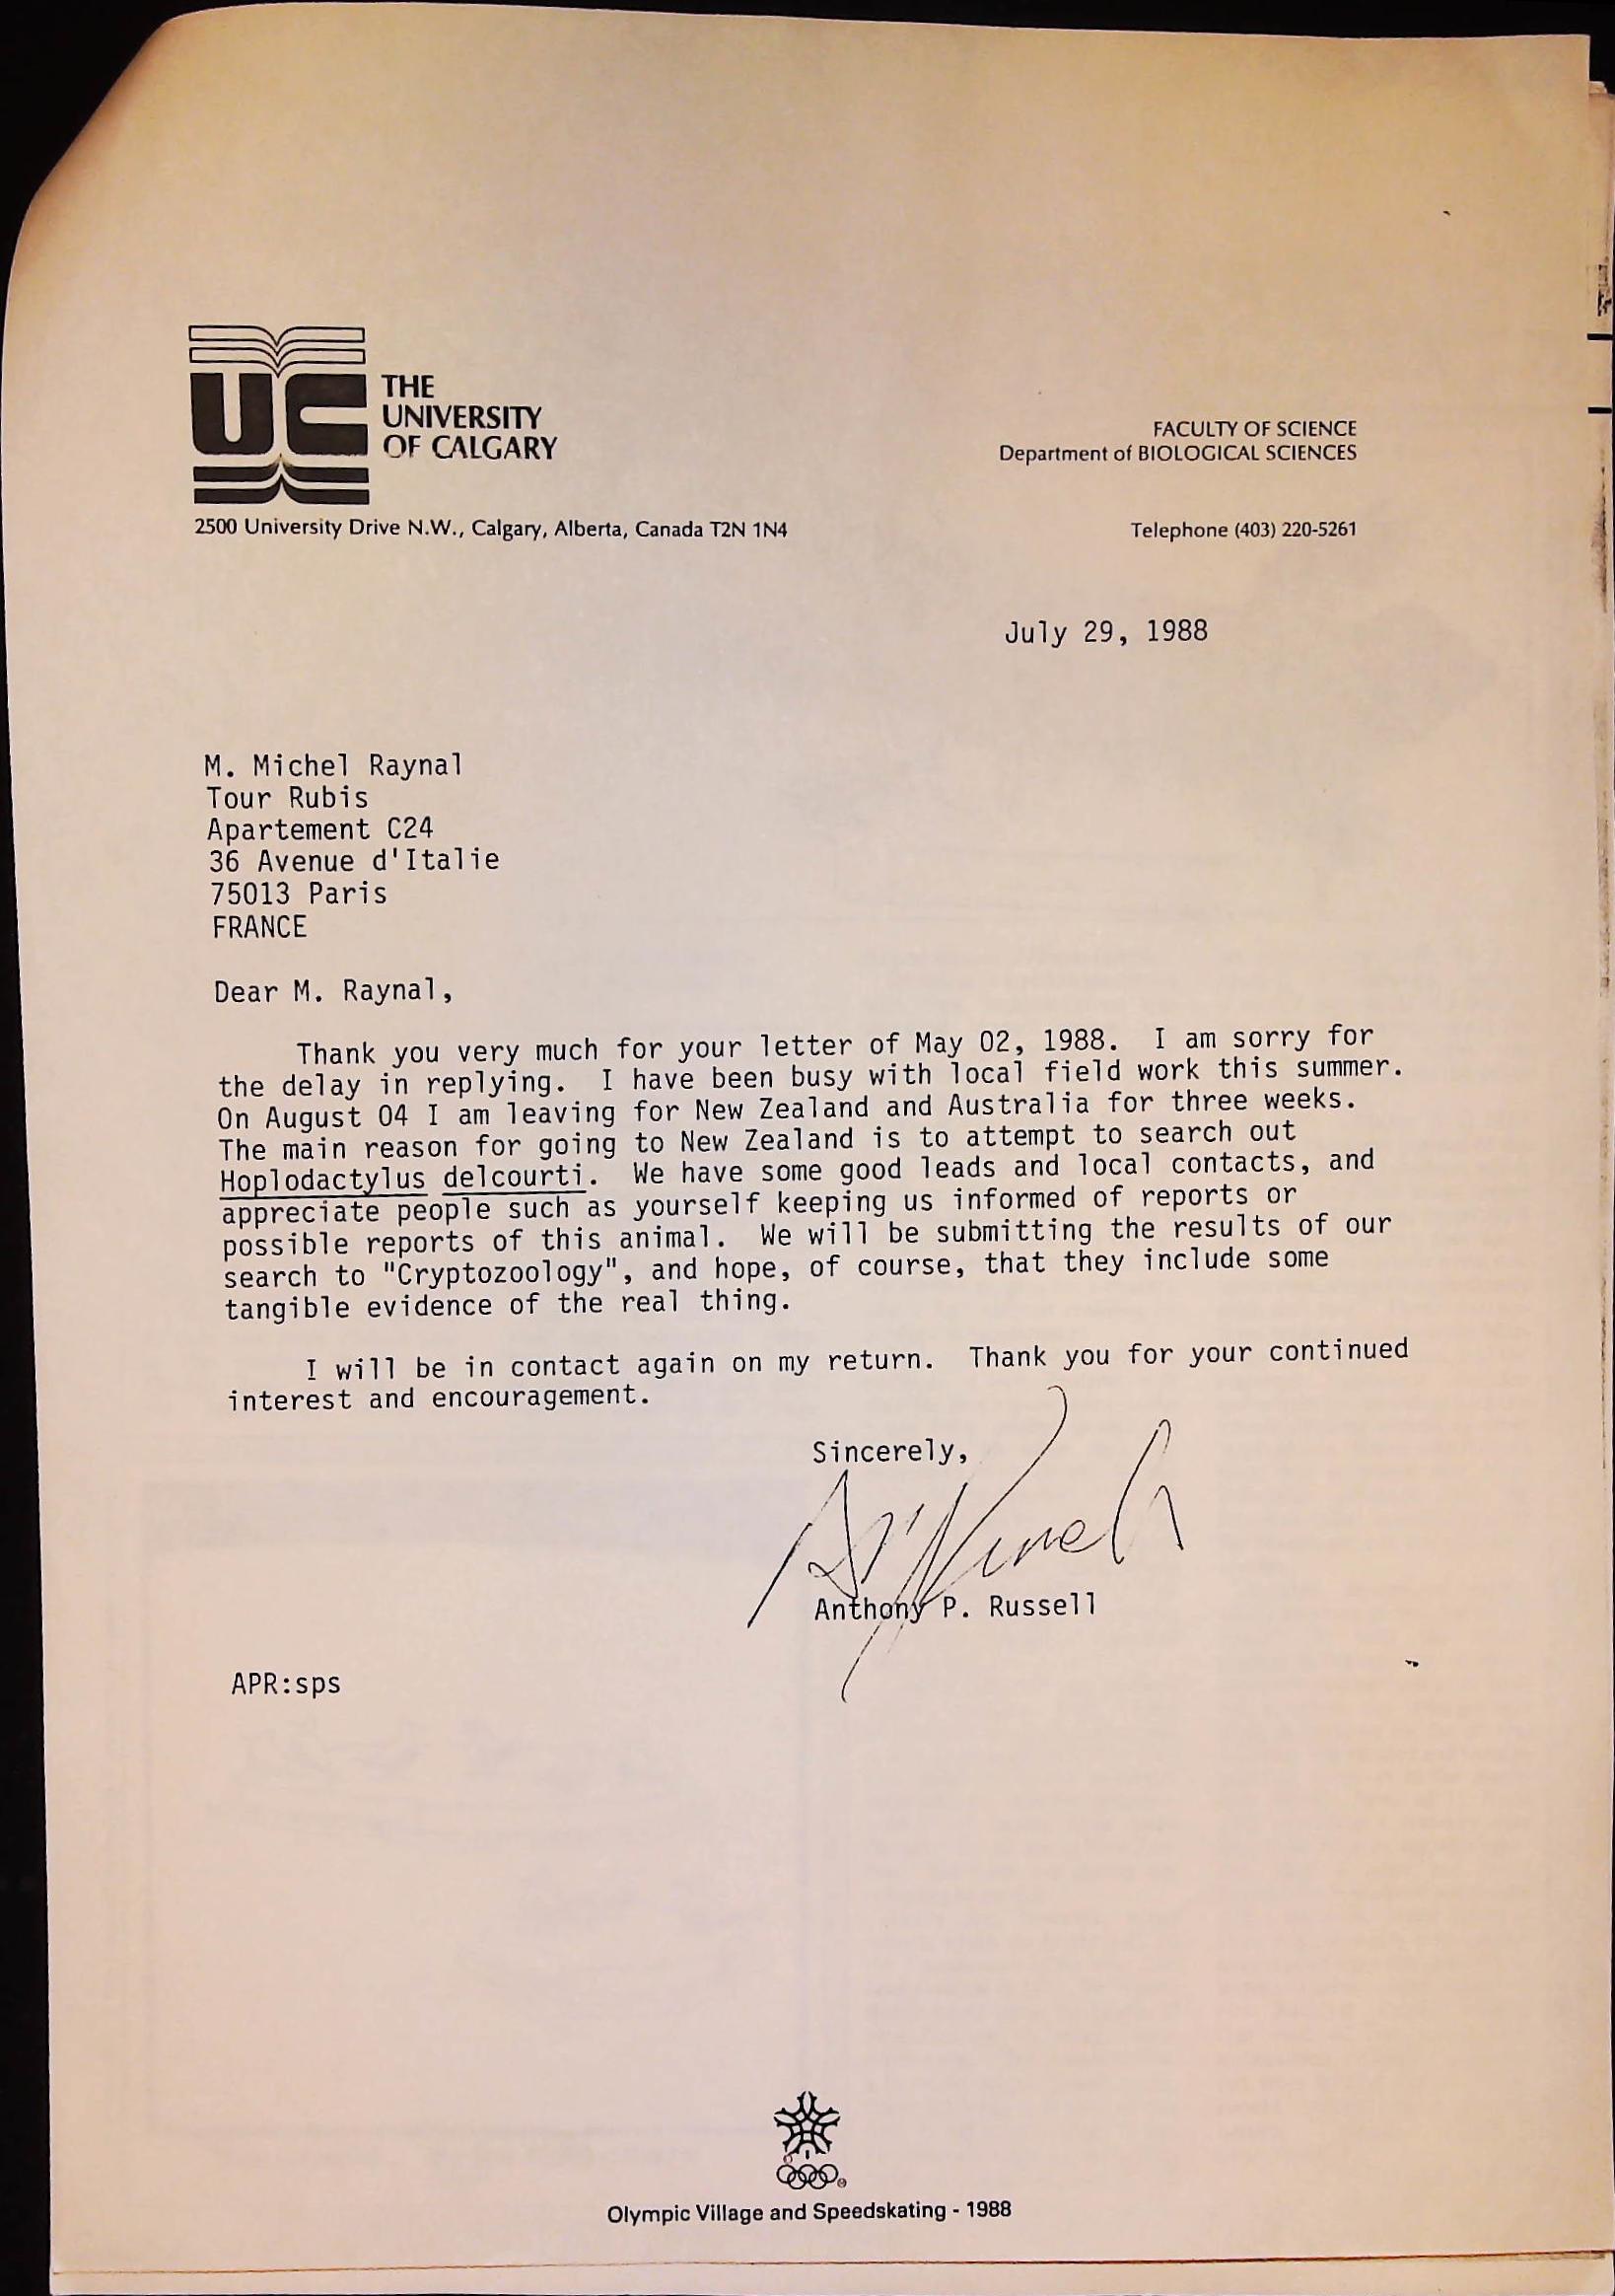 UC
THE
UNIVERSITY
OF CALGARY
FACULTY OF SCIENCE
Department of BIOLOGICAL SCIENCES
2500 University Drive N.W., Calgary, Alberta, Canada T2N 1N4
Telephone (403) 220-5261
July 29, 1988
M. Michel Raynal
Tour Rubis
Apartement C24
36 Avenue d'Italie
75013 Paris
FRANCE
Dear M. Raynal,
Thank you very much for your letter of May 02, 1988. I am sorry for
the delay in replying. I have been busy with local field work this summer.
On August 04 I am leaving for New Zealand and Australia for three weeks.
The main reason for going to New Zealand is to attempt to search out
Hoplodactylus delcourti. We have some good leads and local contacts, and
appreciate people such as yourself keeping us informed of reports or
possible reports of this animal. We will be submitting the results of our
search to "Cryptozoology", and hope, of course, that they include some
tangible evidence of the real thing.
I will be in contact again on my return. Thank you for your continued
interest and encouragement.
Sincerely,
Anthony P. Russell
APR:sps
Olympic Village and Speedskating - 1988